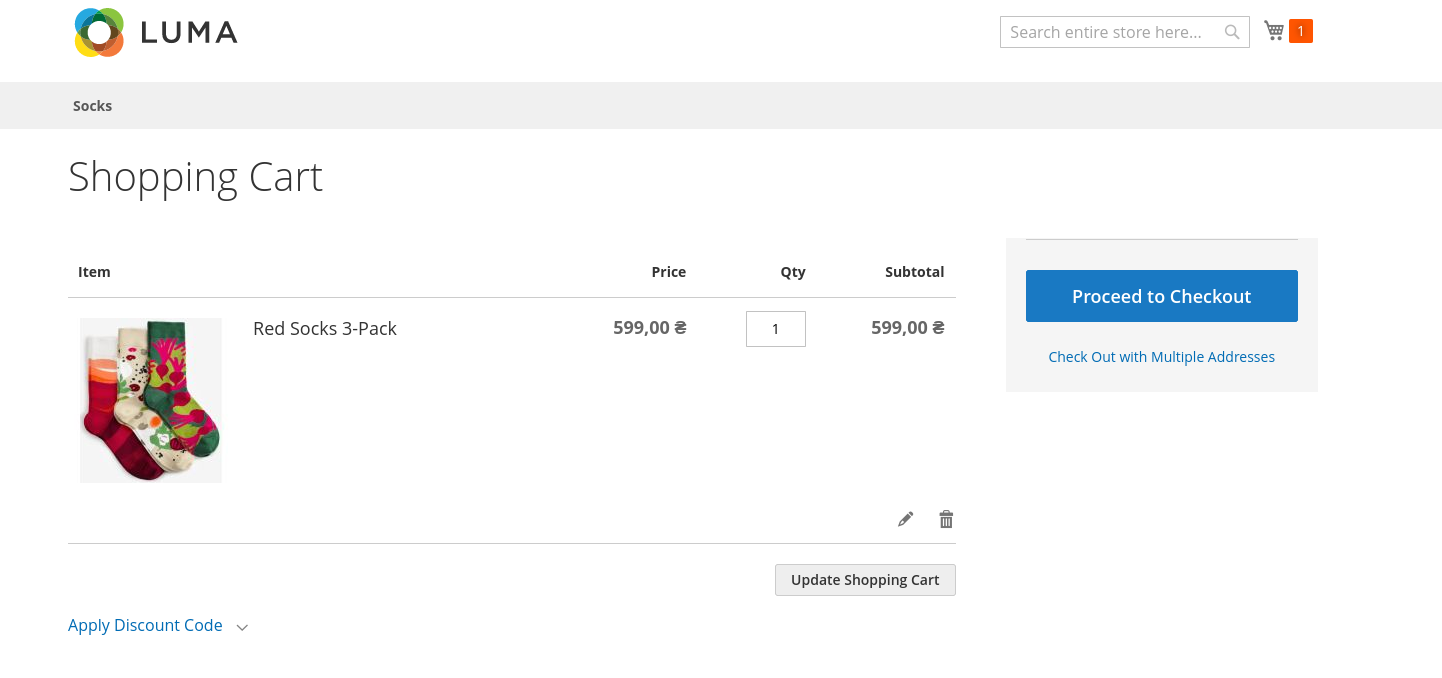 LUMA
Search entire store here...
1
Socks
Shopping Cart
Item Price Qty Subtotal
Red Socks 3-Pack 599,00 ₴ 1 599,00 ₴
Proceed to Checkout
Check Out with Multiple Addresses
Update Shopping Cart
Apply Discount Code